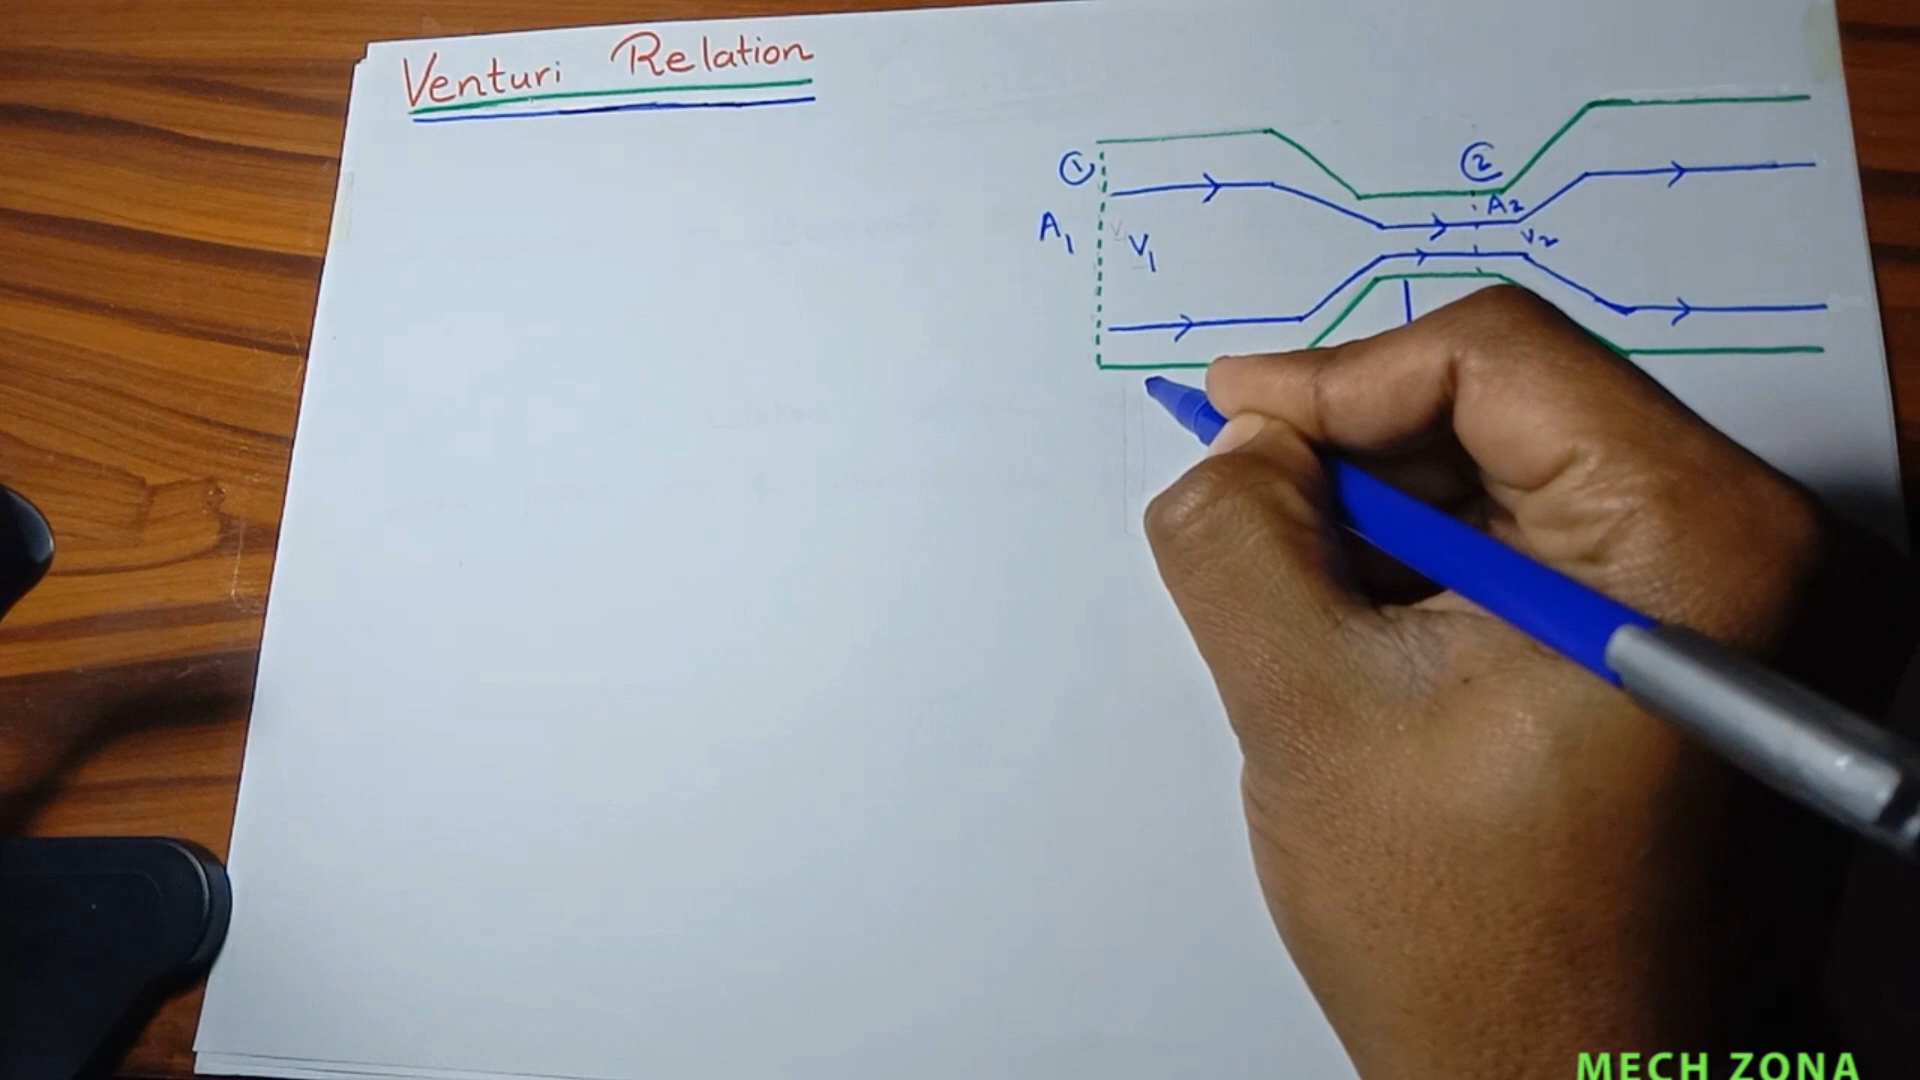 Venturi Relation
①
②
A₂
A₁
V₁
V₂
MECH ZONA